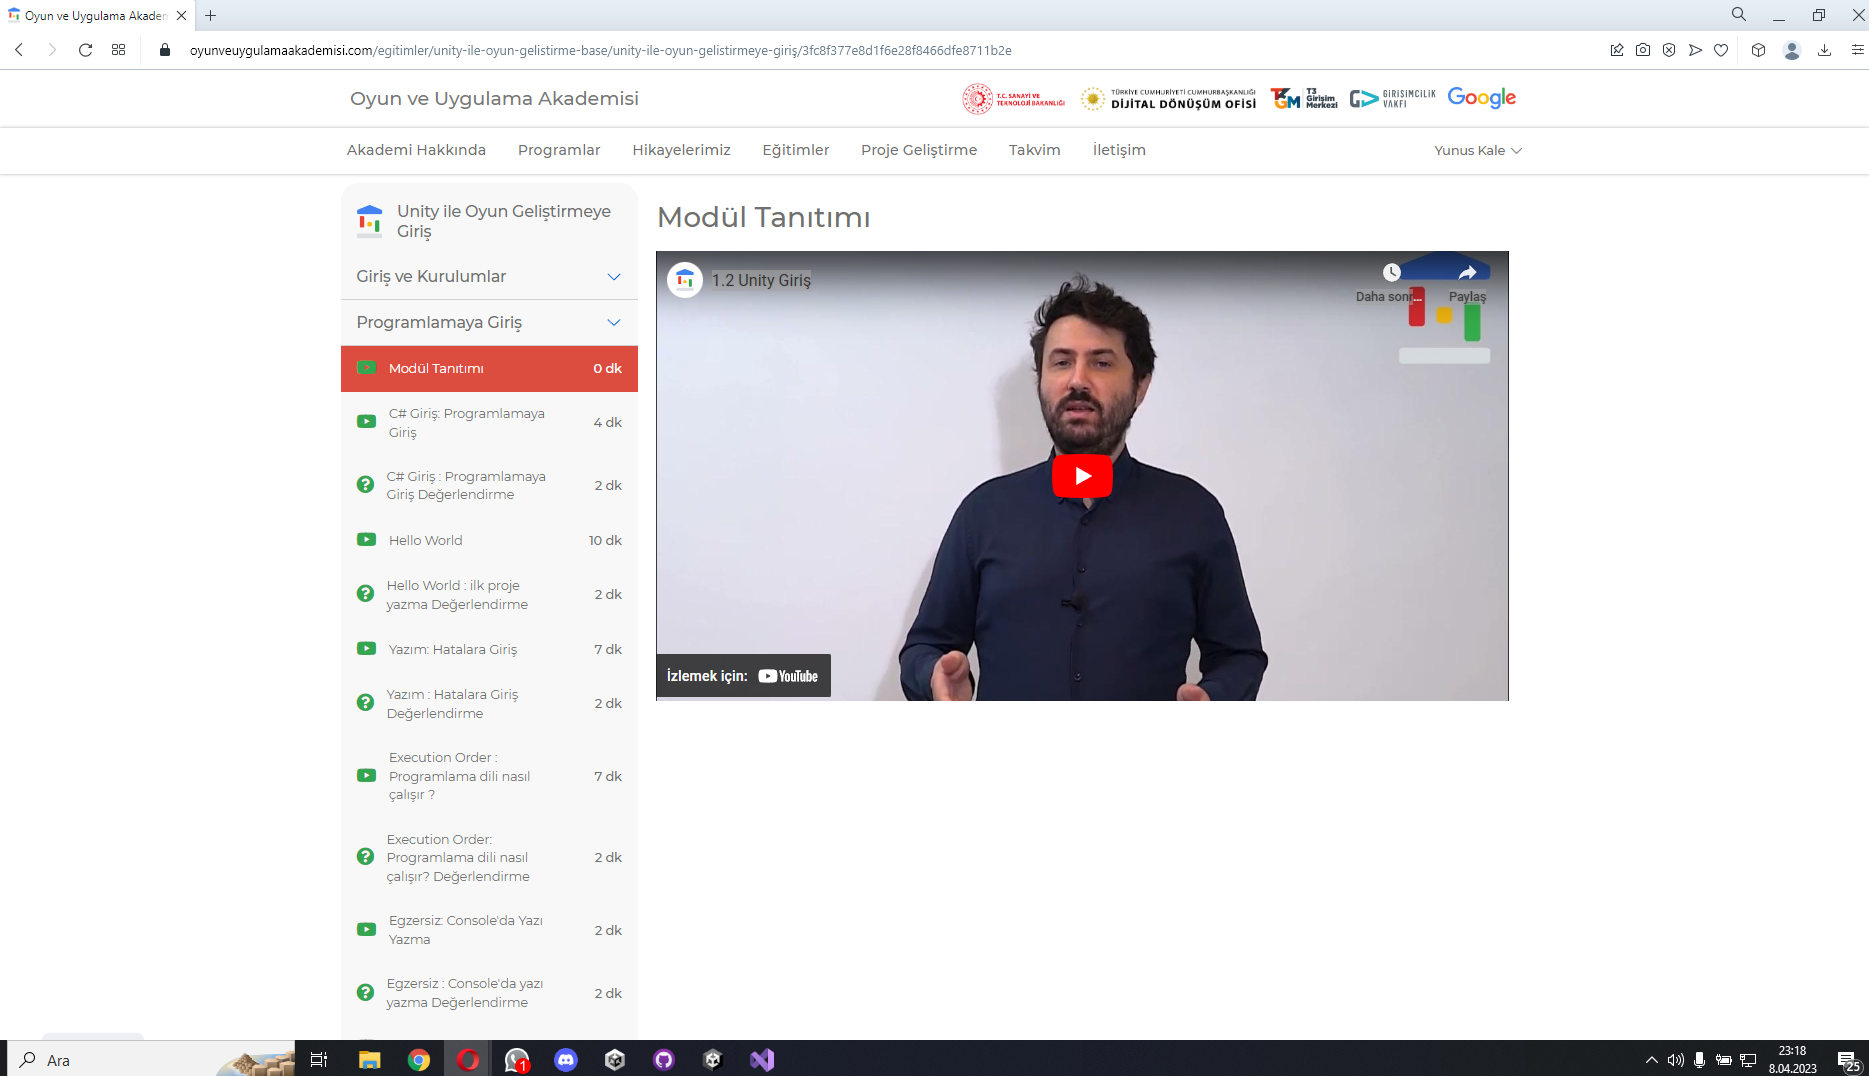 Oyun ve Uygulama Akadem
oyunveuygulamaakademisi.com/egitimler/unity-ile-oyun-gelistirme-base/unity-ile-oyun-gelistirmeye-giriş/3fc8f377e8d1f6e28f8466dfe8711b2e
Oyun ve Uygulama Akademisi
T.C. SANAYİ VE
TEKNOLOJİ BAKANLIĞI
TÜRKİYE CUMHURİYETİ CUMHURBAŞKANLIĞI
DİJİTAL DÖNÜŞÜM OFİSİ
T3
Girişim
Merkezi
GİRİŞİMCİLİK
VAKFI
Google
Akademi Hakkında
Programlar
Hikayelerimiz
Eğitimler
Proje Geliştirme
Takvim
İletişim
Yunus Kale
Unity ile Oyun Geliştirmeye
Giriş
Giriş ve Kurulumlar
Programlamaya Giriş
Modül Tanıtımı 0 dk
C# Giriş: Programlamaya
Giriş
4 dk
C# Giriş : Programlamaya
Giriş Değerlendirme
2 dk
Hello World 10 dk
Hello World : ilk proje
yazma Değerlendirme
2 dk
Yazım: Hatalara Giriş 7 dk
Yazım : Hatalara Giriş
Değerlendirme
2 dk
Execution Order :
Programlama dili nasıl
çalışır ?
7 dk
Execution Order:
Programlama dili nasıl
çalışır? Değerlendirme
2 dk
Egzersiz: Console'da Yazı
Yazma
2 dk
Egzersiz : Console'da yazı
yazma Değerlendirme
2 dk
Modül Tanıtımı
1.2 Unity Giriş
Daha sonr...
Paylaş
İzlemek için: YouTube
Ara
1
23:18
8.04.2023
25